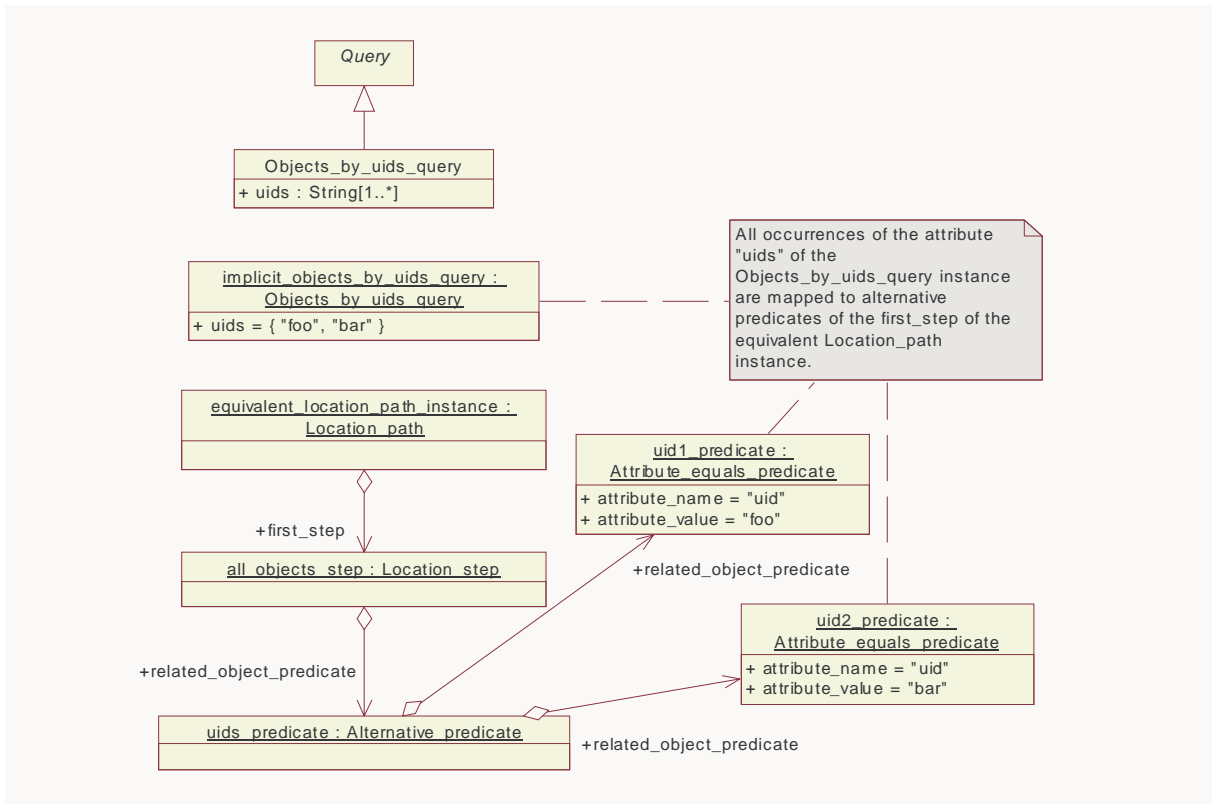 Query
Objects_by_uids_query
+ uids : String[1..*]
All occurrences of the attribute
"uids" of the
Objects_by_uids_query instance
are mapped to alternative
predicates of the first_step of the
equivalent Location_path
instance.
implicit_objects_by_uids_query :
Objects_by_uids_query
+ uids = { "foo", "bar" }
equivalent_location_path_instance :
Location_path
uid1_predicate :
Attribute_equals_predicate
+ attribute_name = "uid"
+ attribute_value = "foo"
+first_step
all_objects_step : Location_step
+related_object_predicate
uid2_predicate :
Attribute_equals_predicate
+ attribute_name = "uid"
+ attribute_value = "bar"
+related_object_predicate
uids_predicate : Alternative_predicate
+related_object_predicate